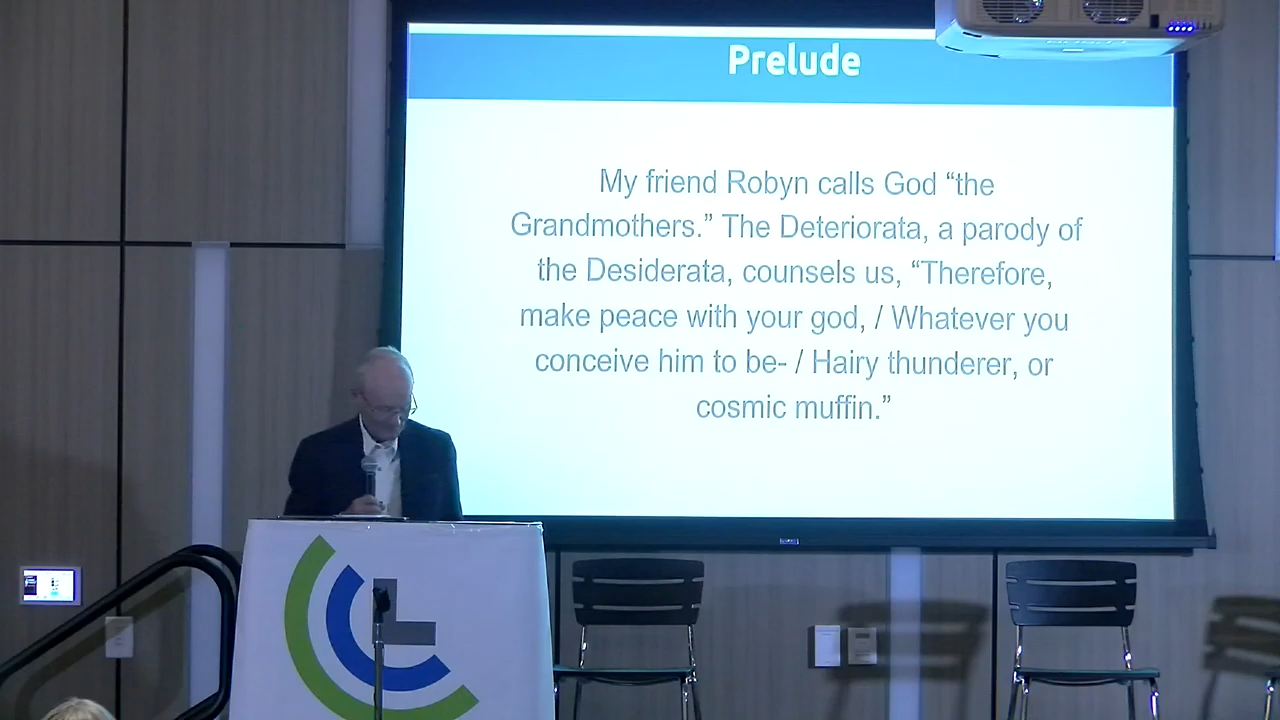 Prelude
My friend Robyn calls God “the
Grandmothers.” The Deteriorata, a parody of
the Desiderata, counsels us, “Therefore,
make peace with your god, / Whatever you
conceive him to be- / Hairy thunderer, or
cosmic muffin.”